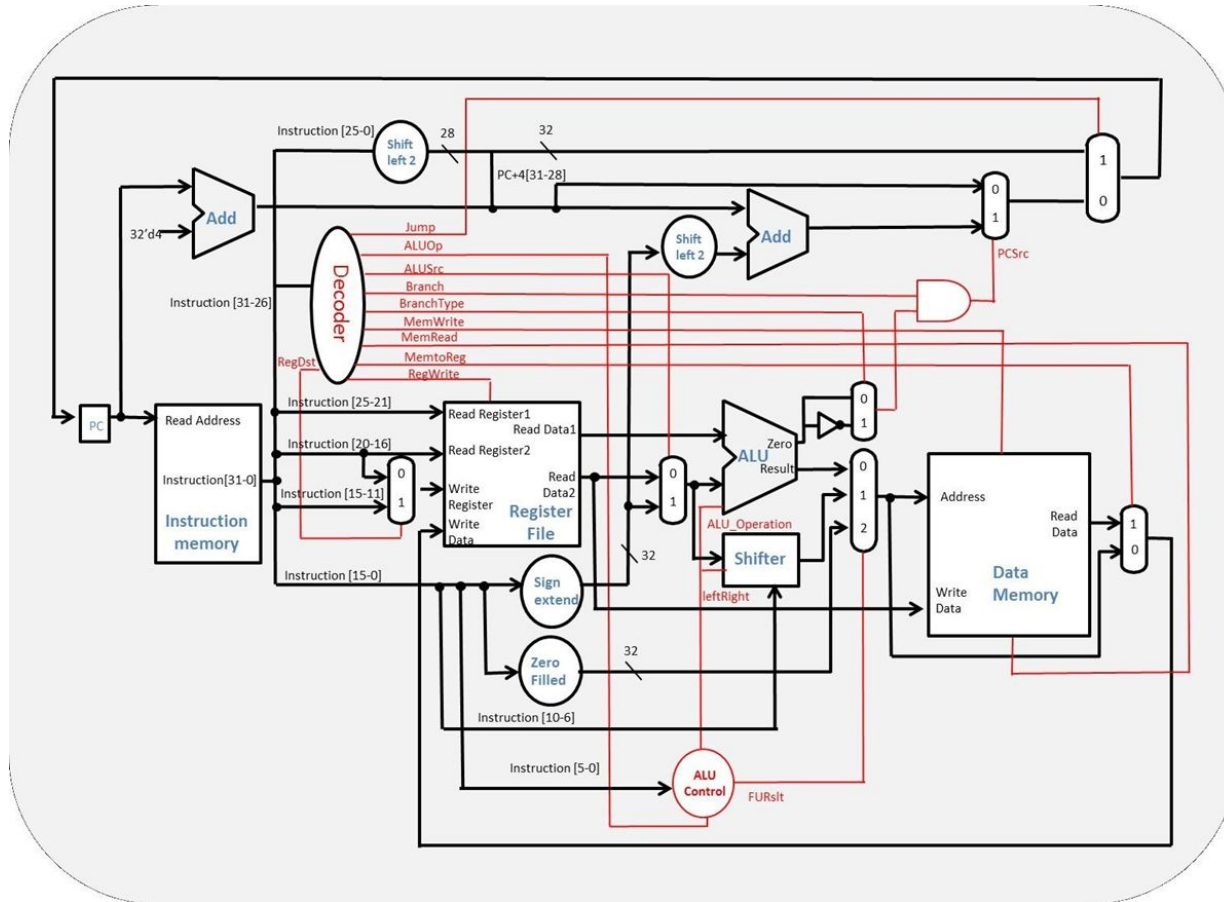 Instruction [25-0]
Shift
left 2
28
32
PC+4[31-28]
1
0
0
1
Add
32'd4
Jump
ALUOp
ALUSrc
Branch
BranchType
MemWrite
MemRead
MemtoReg
RegWrite
RegDst
Decoder
Shift
left 2
Add
PCSrc
Instruction [31-26]
PC
Read Address
Instruction[31-0]
Instruction
memory
Instruction [25-21]
Instruction [20-16]
Instruction [15-11]
0
1
Read Register1
Read Data1
Read Register2
Read
Data2
Write
Register
Write
Data
Register
File
0
1
ALU
Zero
Result
0
1
0
1
2
ALU_Operation
Shifter
leftRight
Address
Read
Data
Data
Memory
Write
Data
1
0
Instruction [15-0]
Sign
extend
32
Zero
Filled
32
Instruction [10-6]
Instruction [5-0]
ALU
Control
FURslt